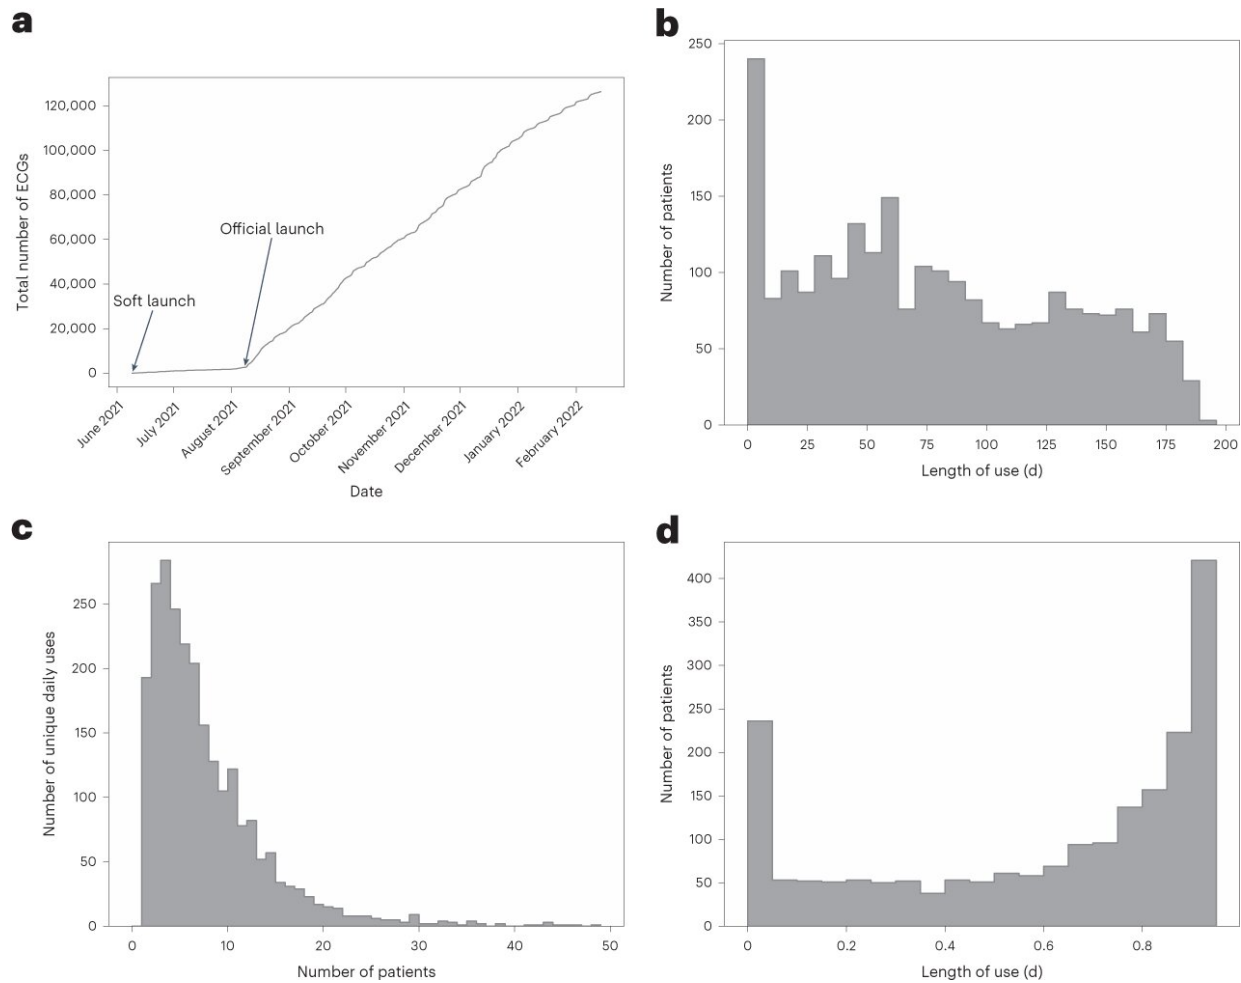 a
Total number of ECGs
120,000
100,000
80,000
60,000
40,000
20,000
0
Soft launch
Official launch
June 2021
July 2021
August 2021
September 2021
October 2021
November 2021
December 2021
January 2022
February 2022
Date
b
Number of patients
250
200
150
100
50
0
0 25 50 75 100 125 150 175 200
Length of use (d)
c
Number of unique daily uses
250
200
150
100
50
0
0 10 20 30 40 50
Number of patients
d
Number of patients
400
350
300
250
200
150
100
50
0
0 0.2 0.4 0.6 0.8
Length of use (d)